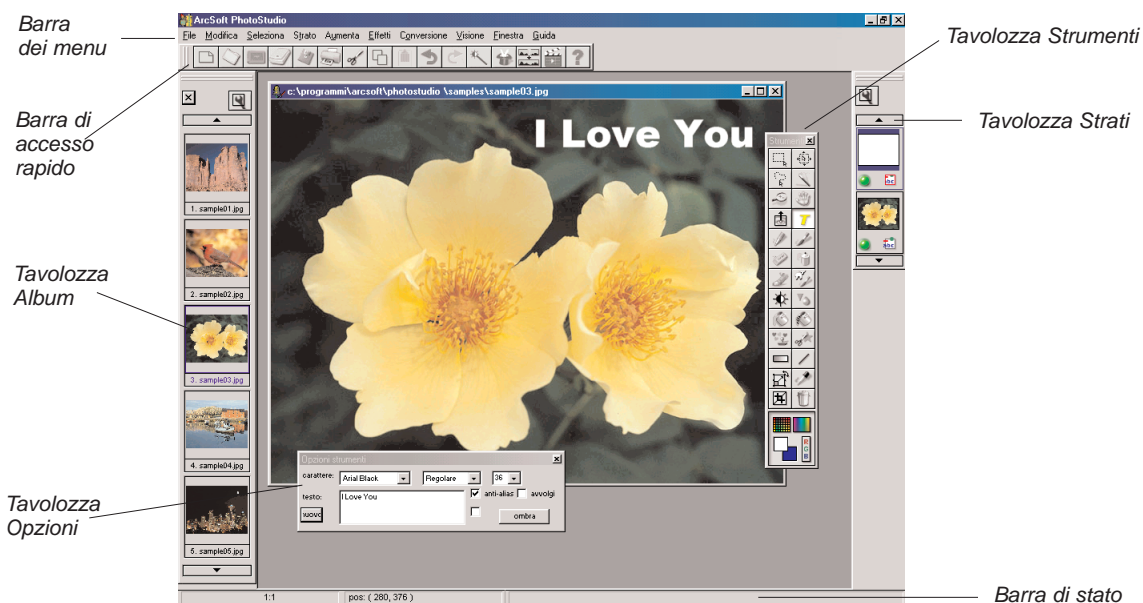 ArcSoft PhotoStudio
Barra
dei menu
File Modifica Seleziona Strato Aumenta Effetti Conversione Visione Finestra Guida
Tavolozza Strumenti
c:\programmi\arcsoft\photostudio \samples\sample03.jpg
Barra di
accesso
rapido
Tavolozza Strati
I Love You
Strumenti
abc
1. sample01.jpg
abc
Tavolozza
Album
2. sample02.jpg
3. sample03.jpg
RGB
4. sample04.jpg
Opzioni strumenti
carattere: Arial Black Regolare 36
testo: I Love You anti-alias avvolgi
nuovo ombra
Tavolozza
Opzioni
5. sample05.jpg
1:1 pos: ( 280, 376 )
Barra di stato